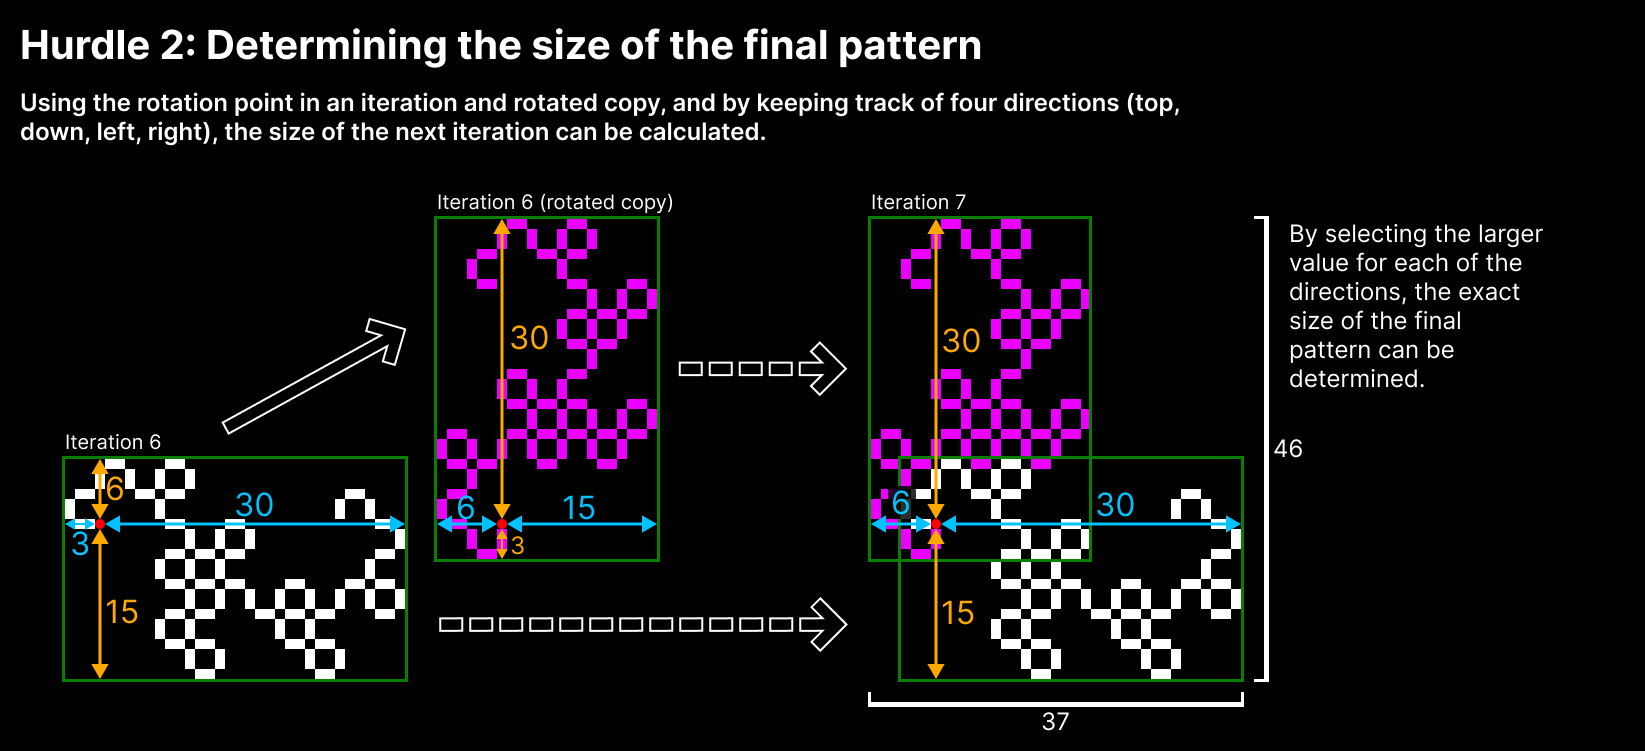 Hurdle 2: Determining the size of the final pattern
Using the rotation point in an iteration and rotated copy, and by keeping track of four directions (top,
down, left, right), the size of the next iteration can be calculated.
Iteration 6
6
30
3
15
Iteration 6 (rotated copy)
30
6
15
3
Iteration 7
30
6
30
15
46
37
By selecting the larger
value for each of the
directions, the exact
size of the final
pattern can be
determined.